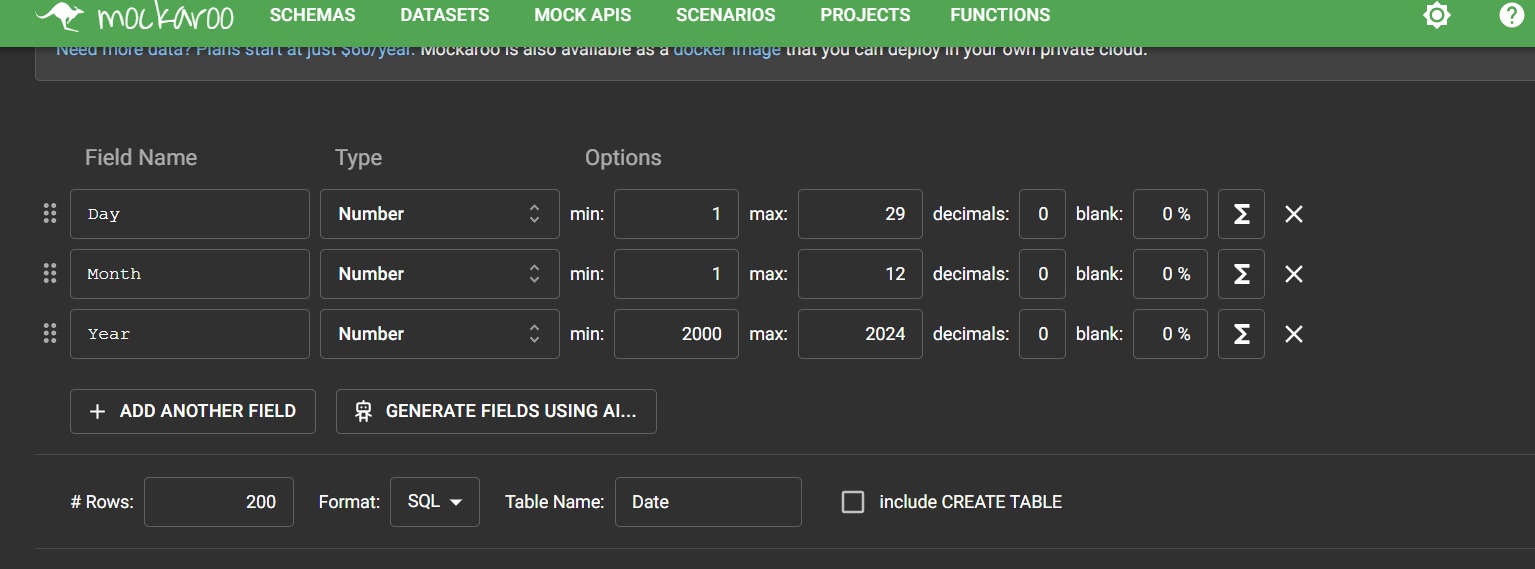 mockaroo SCHEMAS DATASETS MOCK APIS SCENARIOS PROJECTS FUNCTIONS ?
Need more data? Plans start at just $60/year. Mockaroo is also available as a docker image that you can deploy in your own private cloud.
Field Name Type Options
Day Number min: 1 max: 29 decimals: 0 blank: 0 % Σ
Month Number min: 1 max: 12 decimals: 0 blank: 0 % Σ
Year Number min: 2000 max: 2024 decimals: 0 blank: 0 % Σ
+ ADD ANOTHER FIELD GENERATE FIELDS USING AI...
# Rows: 200 Format: SQL Table Name: Date include CREATE TABLE